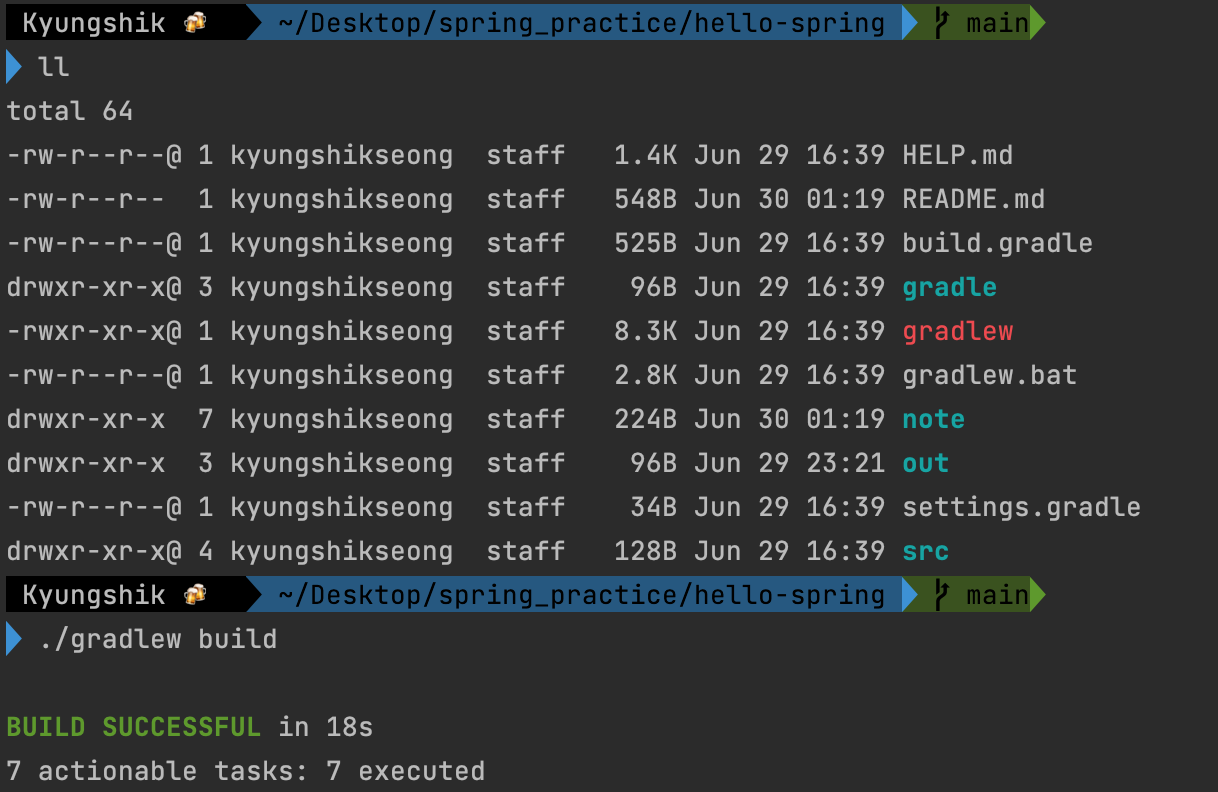 Kyungshik 🍻 ~/Desktop/spring_practice/hello-spring main
ll
total 64
-rw-r--r--@ 1 kyungshikseong  staff   1.4K Jun 29 16:39 HELP.md
-rw-r--r--  1 kyungshikseong  staff   548B Jun 30 01:19 README.md
-rw-r--r--@ 1 kyungshikseong  staff   525B Jun 29 16:39 build.gradle
drwxr-xr-x@ 3 kyungshikseong  staff    96B Jun 29 16:39 gradle
-rwxr-xr-x@ 1 kyungshikseong  staff   8.3K Jun 29 16:39 gradlew
-rw-r--r--@ 1 kyungshikseong  staff   2.8K Jun 29 16:39 gradlew.bat
drwxr-xr-x  7 kyungshikseong  staff   224B Jun 30 01:19 note
drwxr-xr-x  3 kyungshikseong  staff    96B Jun 29 23:21 out
-rw-r--r--@ 1 kyungshikseong  staff    34B Jun 29 16:39 settings.gradle
drwxr-xr-x@ 4 kyungshikseong  staff   128B Jun 29 16:39 src
Kyungshik 🍻 ~/Desktop/spring_practice/hello-spring main
./gradlew build
BUILD SUCCESSFUL in 18s
7 actionable tasks: 7 executed